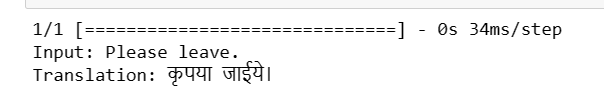 1/1 [==============================] - 0s 34ms/step
Input: Please leave.
Translation: कृपया जाईये।